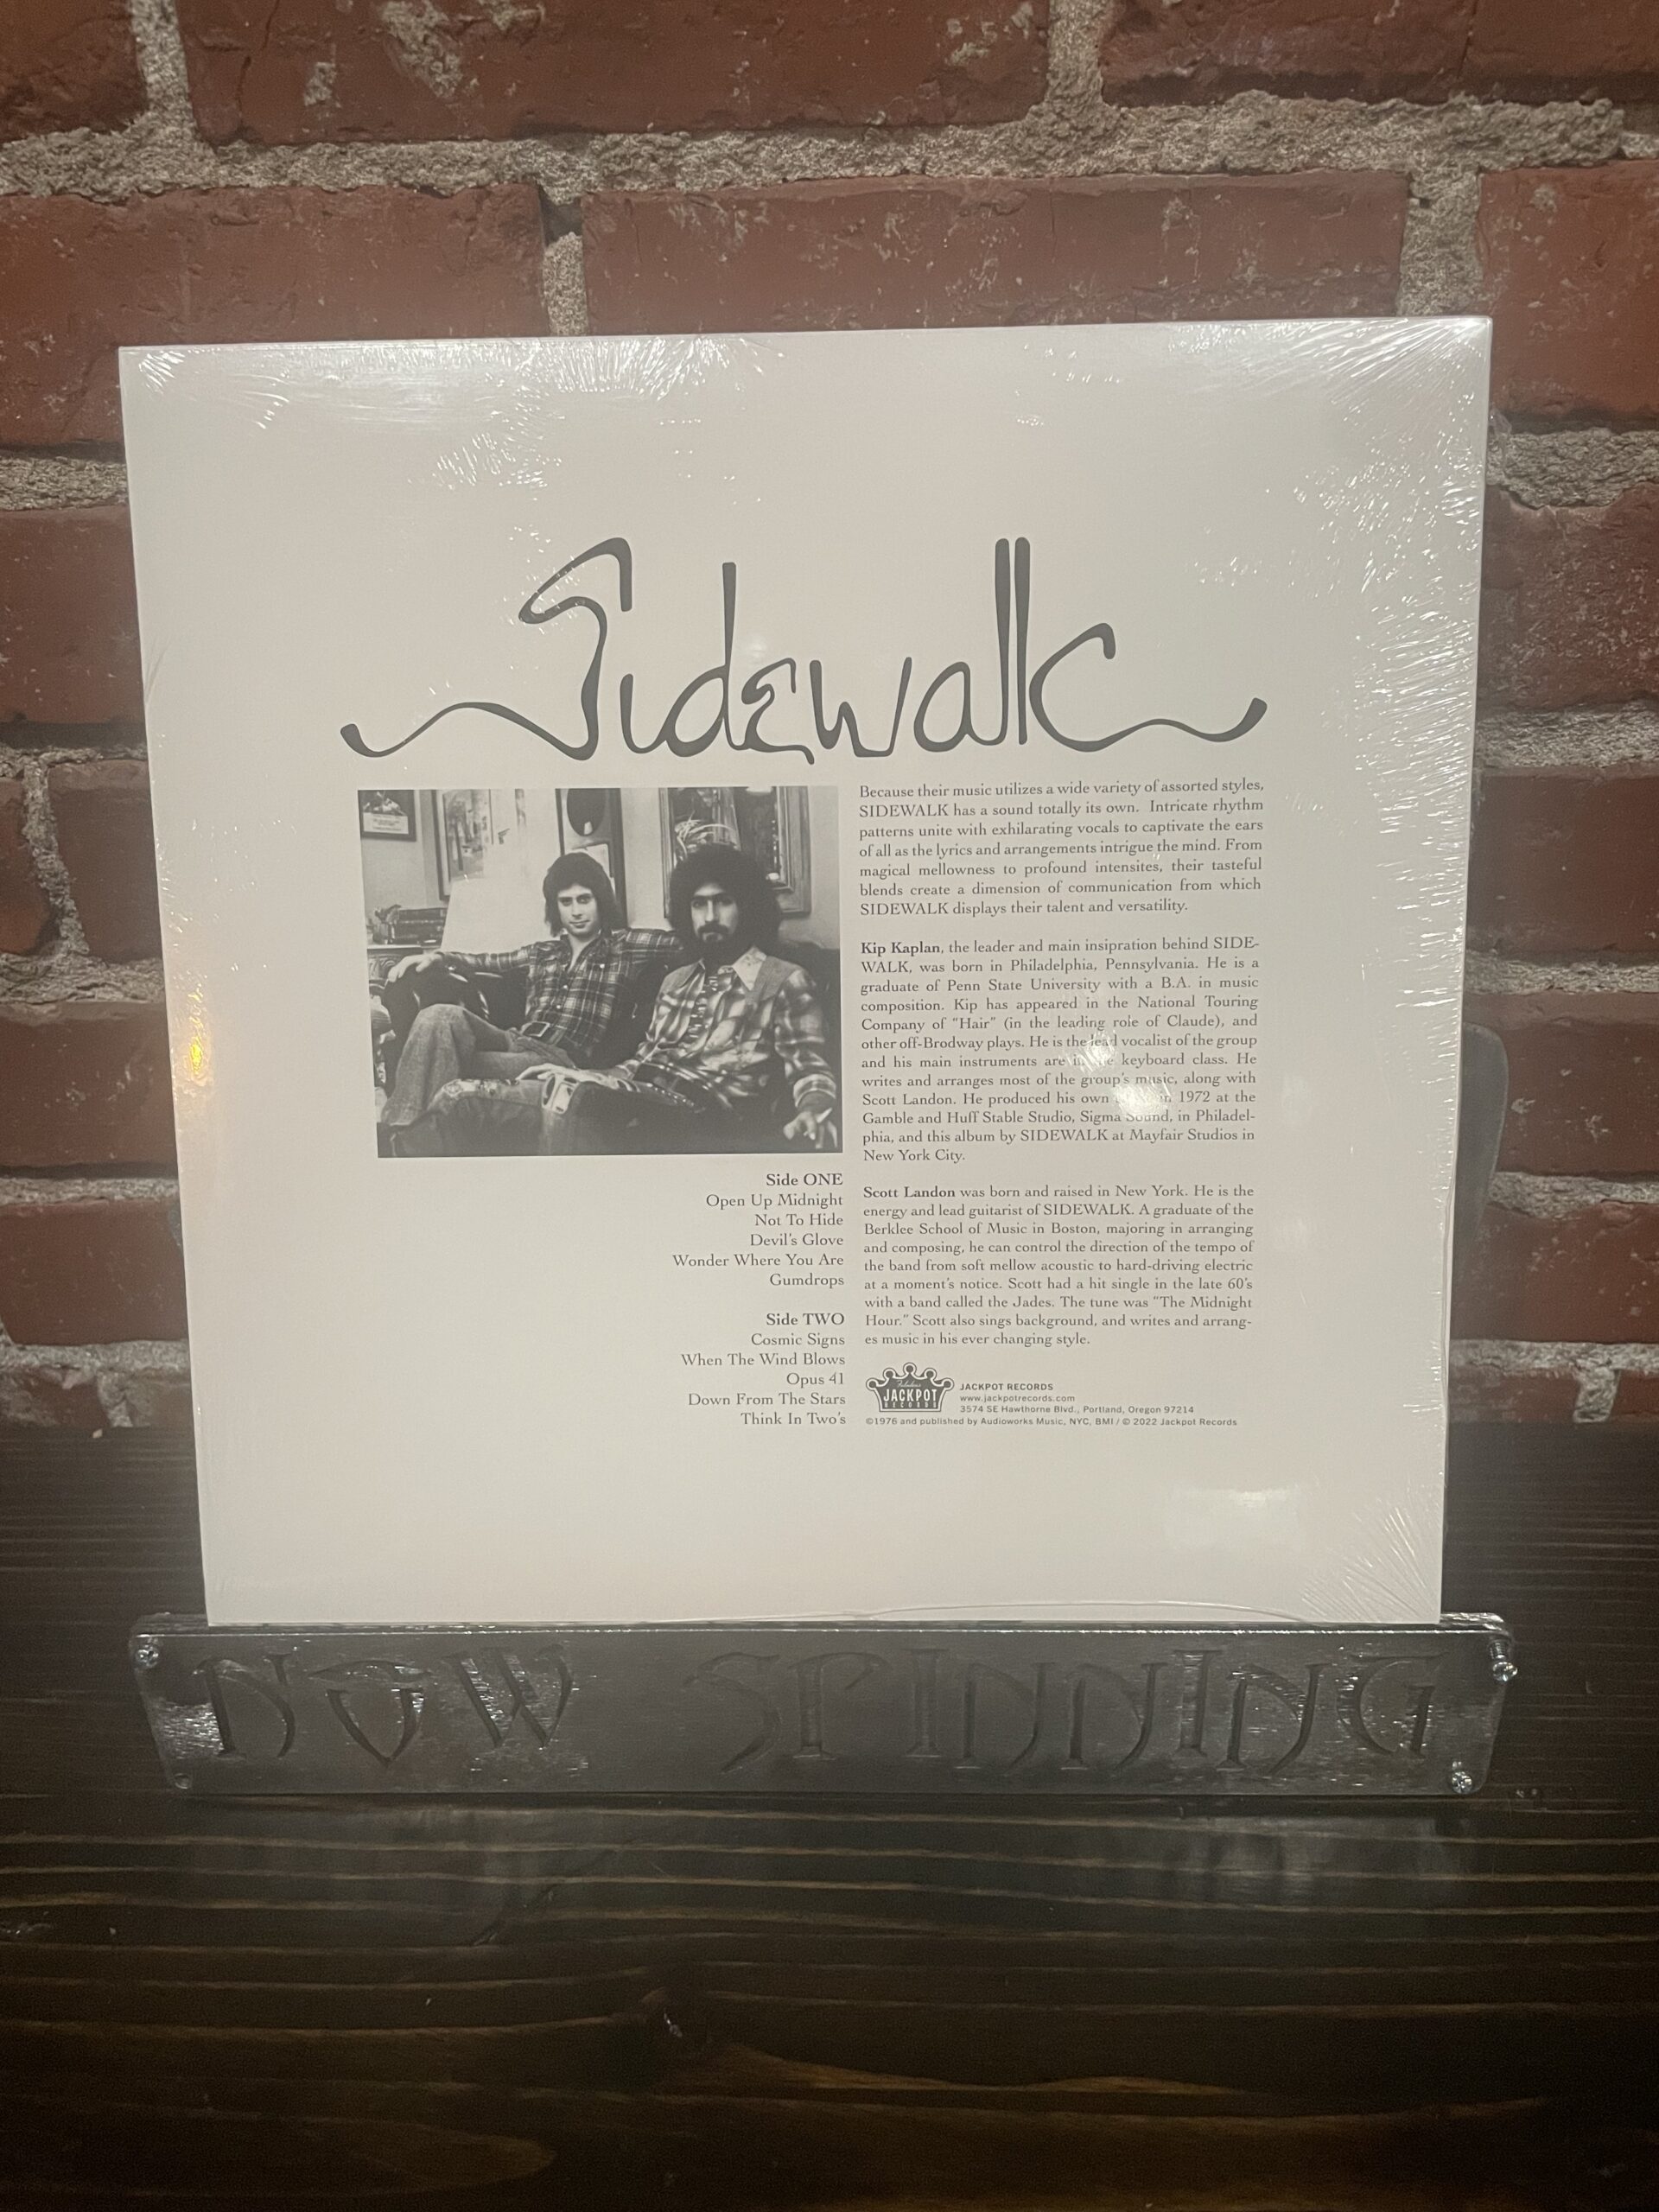 Sidewalk
Because their music utilizes a wide variety of assorted styles,
SIDEWALK has a sound totally its own. Intricate rhythm
patterns unite with exhilarating vocals to captivate the ears
of all as the lyrics and arrangements intrigue the mind. From
magical mellowness to profound intensities, their tasteful
blends create a dimension of communication from which
SIDEWALK displays their talent and versatility.
Kip Kaplan, the leader and main insipration behind SIDE-
WALK, was born in Philadelphia, Pennsylvania. He is a
graduate of Penn State University with a B.A. in music
composition. Kip has appeared in the National Touring
Company of "Hair" (in the leading role of Claude), and
other off-Brodway plays. He is the lead vocalist of the group
and his main instruments are in the keyboard class. He
writes and arranges most of the group's music, along with
Scott Landon. He produced his own in 1972 at the
Gamble and Huff Stable Studio, Sigma Sound, in Philadel-
phia, and this album by SIDEWALK at Mayfair Studios in
New York City.
Scott Landon was born and raised in New York. He is the
energy and lead guitarist of SIDEWALK. A graduate of the
Berklee School of Music in Boston, majoring in arranging
and composing, he can control the direction of the tempo of
the band from soft mellow acoustic to hard-driving electric
at a moment's notice. Scott had a hit single in the late 60's
with a band called the Jades. The tune was "The Midnight
Hour." Scott also sings background, and writes and arrang-
es music in his ever changing style.
Side ONE
Open Up Midnight
Not To Hide
Devil's Glove
Wonder Where You Are
Gumdrops
Side TWO
Cosmic Signs
When The Wind Blows
Opus 41
Down From The Stars
Think In Two's
Fabulous
JACKPOT
RECORDS
JACKPOT RECORDS
www.jackpotrecords.com
3574 SE Hawthorne Blvd., Portland, Oregon 97214
©1976 and published by Audioworks Music, NYC, BMI / © 2022 Jackpot Records
NOW SPINNING